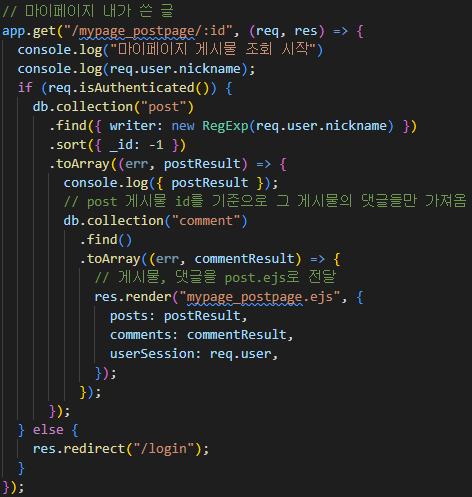 // 마이페이지 내가 쓴 글
app.get("/mypage_postpage/:id", (req, res) => {
  console.log("마이페이지 게시물 조회 시작")
  console.log(req.user.nickname);
  if (req.isAuthenticated()) {
    db.collection("post")
      .find({ writer: new RegExp(req.user.nickname) })
      .sort({ _id: -1 })
      .toArray((err, postResult) => {
        console.log({ postResult });
        // post 게시물 id를 기준으로 그 게시물의 댓글들만 가져옴
        db.collection("comment")
          .find()
          .toArray((err, commentResult) => {
            // 게시물, 댓글을 post.ejs로 전달
            res.render("mypage_postpage.ejs", {
              posts: postResult,
              comments: commentResult,
              userSession: req.user,
            });
          });
      });
  } else {
    res.redirect("/login");
  }
});